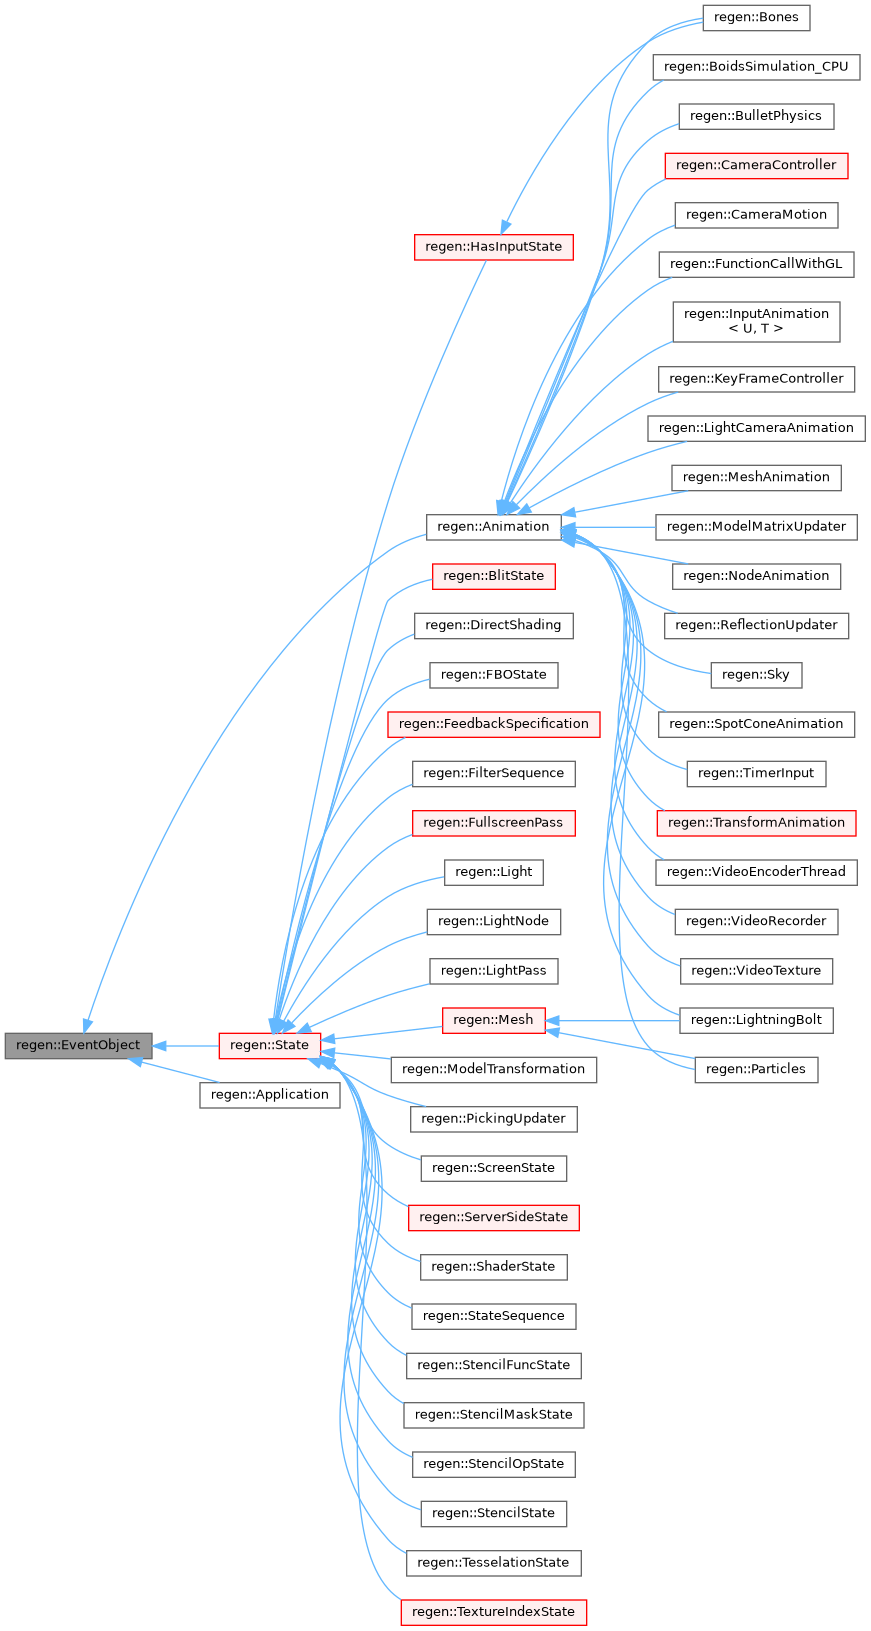 regen::Bones
regen::BoidsSimulation_CPU
regen::BulletPhysics
regen::CameraController
regen::CameraMotion
regen::HasInputState
regen::FunctionCallWithGL
regen::InputAnimation
< U, T >
regen::KeyFrameController
regen::LightCameraAnimation
regen::MeshAnimation
regen::Animation
regen::ModelMatrixUpdater
regen::BlitState
regen::NodeAnimation
regen::DirectShading
regen::ReflectionUpdater
regen::FBOState
regen::Sky
regen::FeedbackSpecification
regen::SpotConeAnimation
regen::FilterSequence
regen::TimerInput
regen::FullscreenPass
regen::TransformAnimation
regen::Light
regen::VideoEncoderThread
regen::LightNode
regen::VideoRecorder
regen::LightPass
regen::VideoTexture
regen::Mesh
regen::LightningBolt
regen::EventObject
regen::State
regen::ModelTransformation
regen::Particles
regen::Application
regen::PickingUpdater
regen::ScreenState
regen::ServerSideState
regen::ShaderState
regen::StateSequence
regen::StencilFuncState
regen::StencilMaskState
regen::StencilOpState
regen::StencilState
regen::TesselationState
regen::TextureIndexState